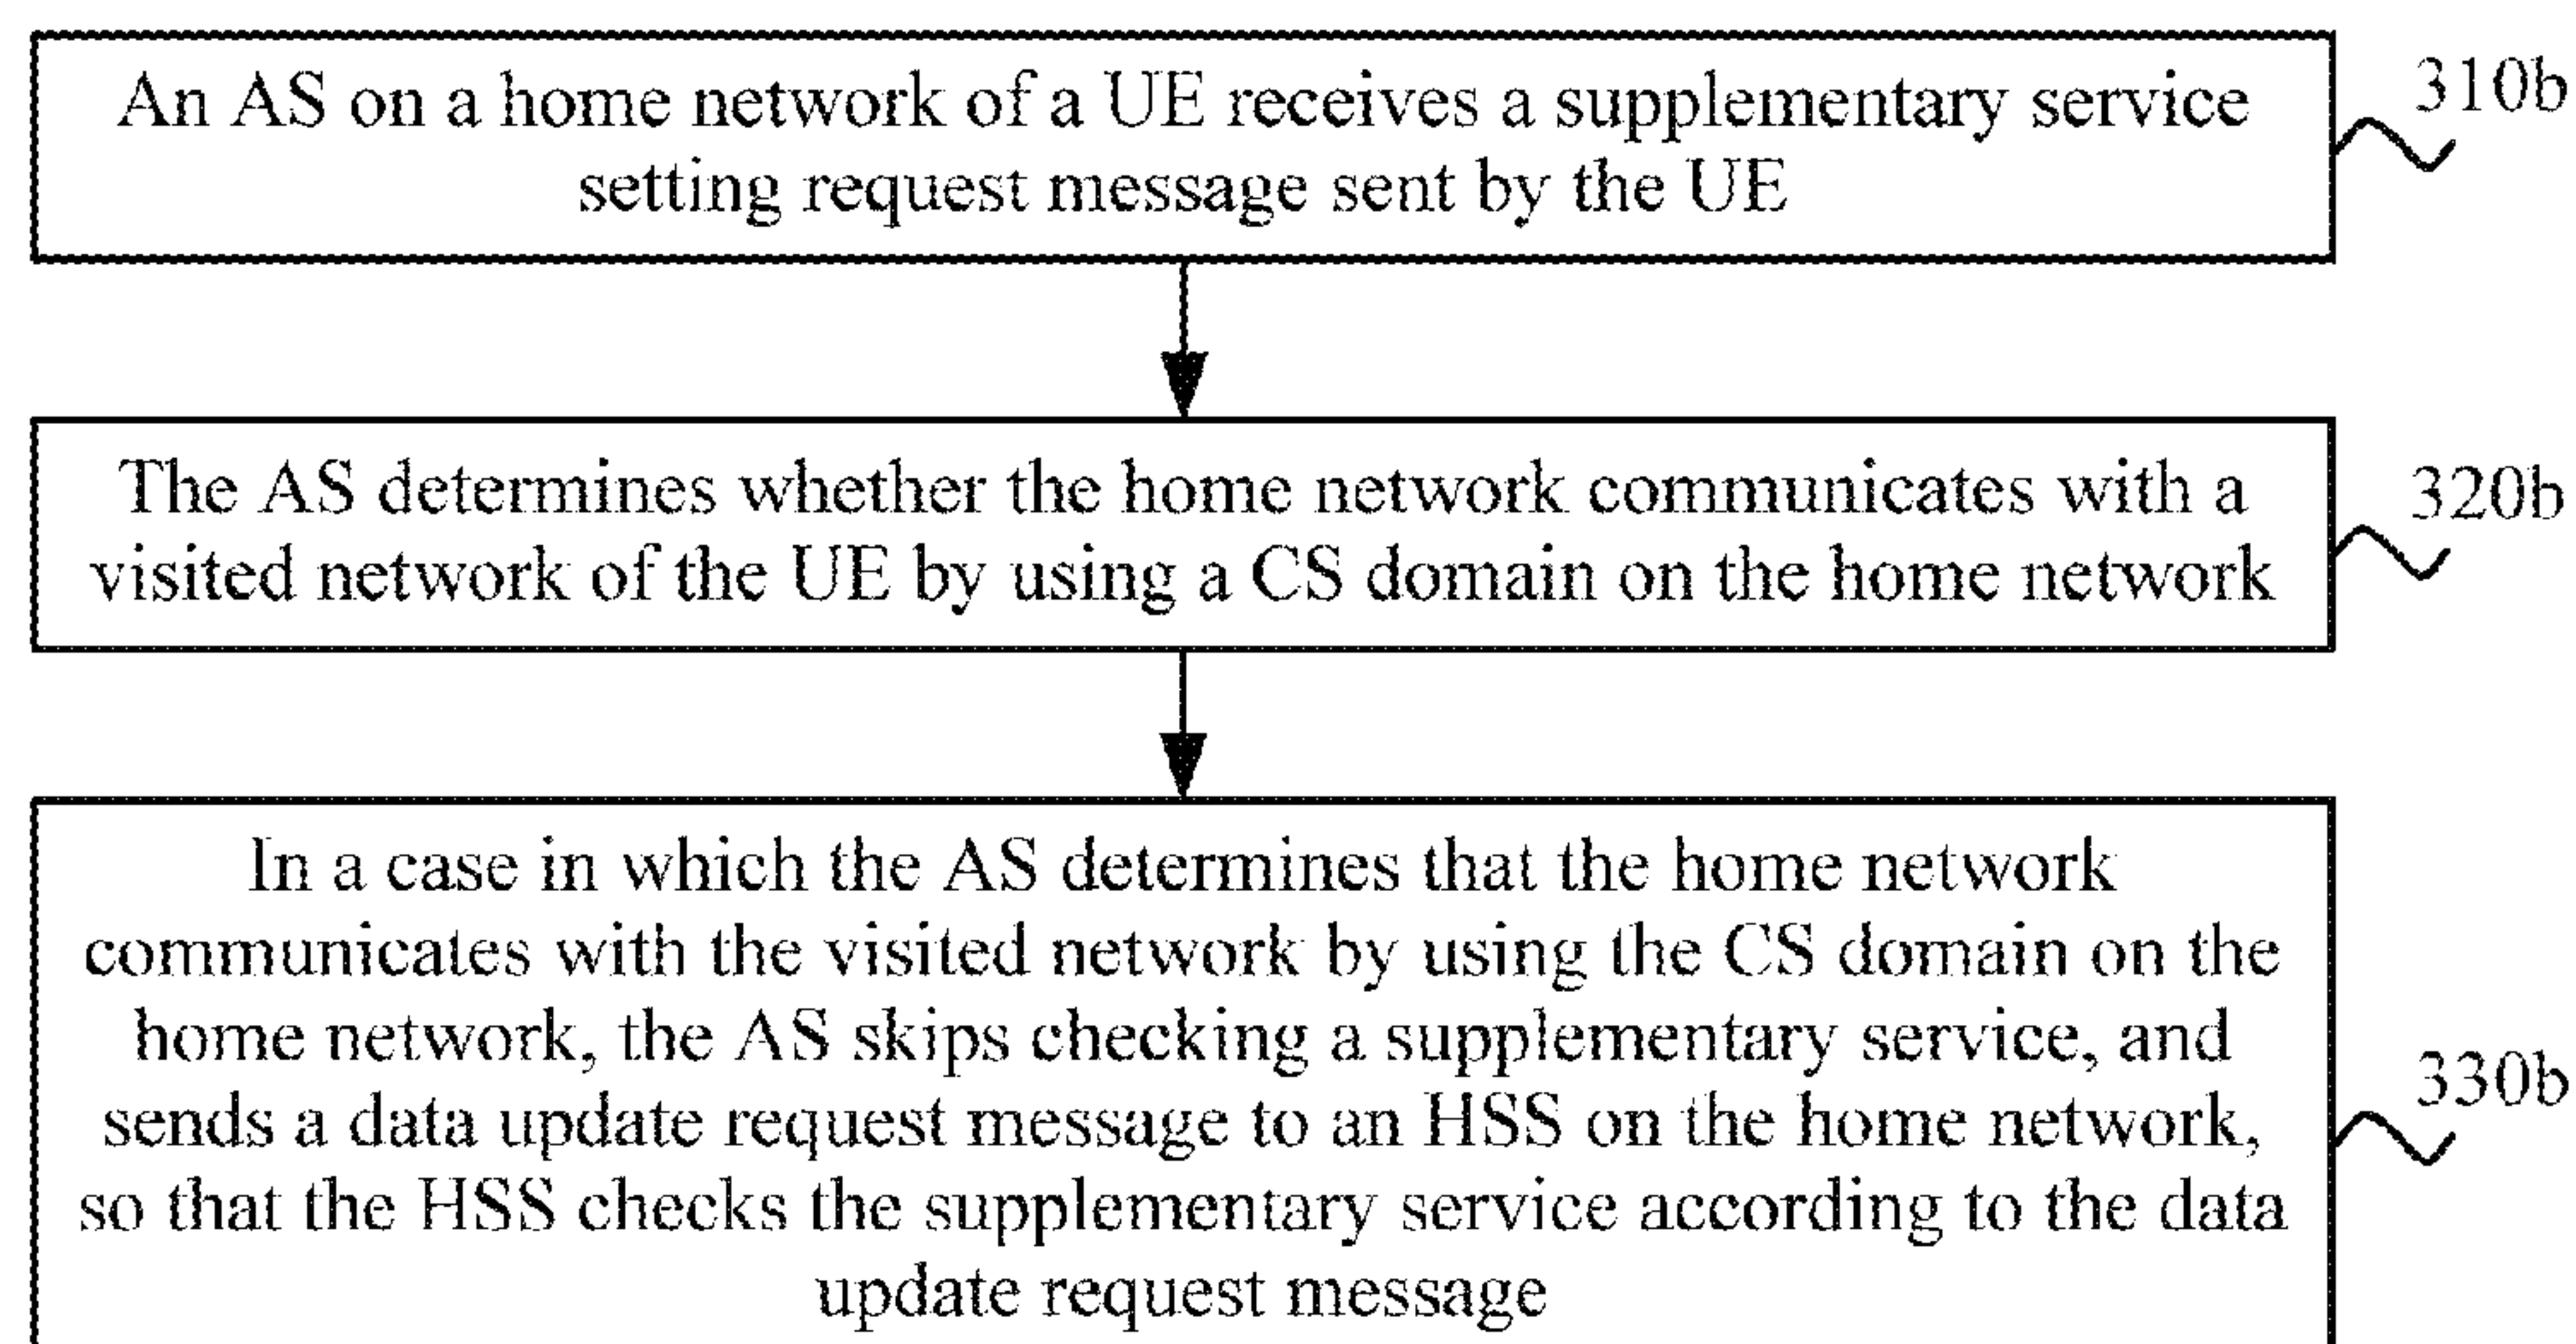 An AS on a home network of a UE receives a supplementary service
setting request message sent by the UE
310b
The AS determines whether the home network communicates with a
visited network of the UE by using a CS domain on the home network
320b
In a case in which the AS determines that the home network
communicates with the visited network by using the CS domain on the
home network, the AS skips checking a supplementary service, and
sends a data update request message to an HSS on the home network,
so that the HSS checks the supplementary service according to the data
update request message
330b